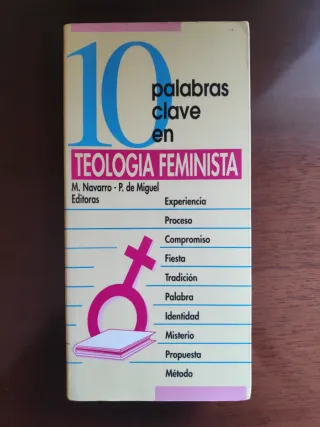 10 palabras
clave
en
TEOLOGIA FEMINISTA
M. Navarro - P. de Miguel
Editoras
Experiencia
Proceso
Compromiso
Fiesta
Tradición
Palabra
Identidad
Misterio
Propuesta
Método